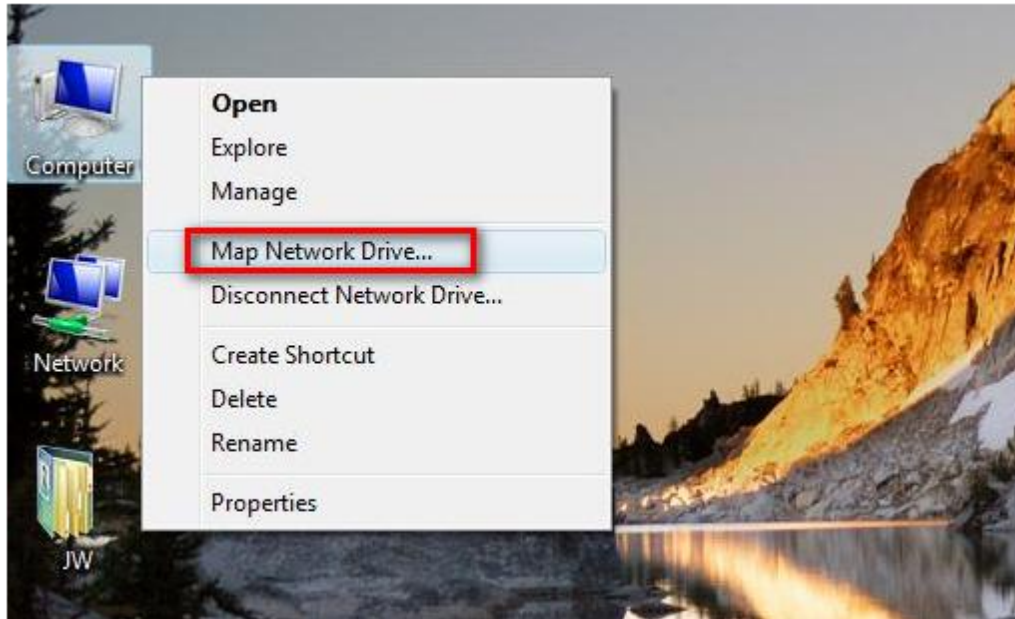 Computer
Open
Explore
Manage
Map Network Drive...
Disconnect Network Drive...
Network
Create Shortcut
Delete
Rename
Properties
JW